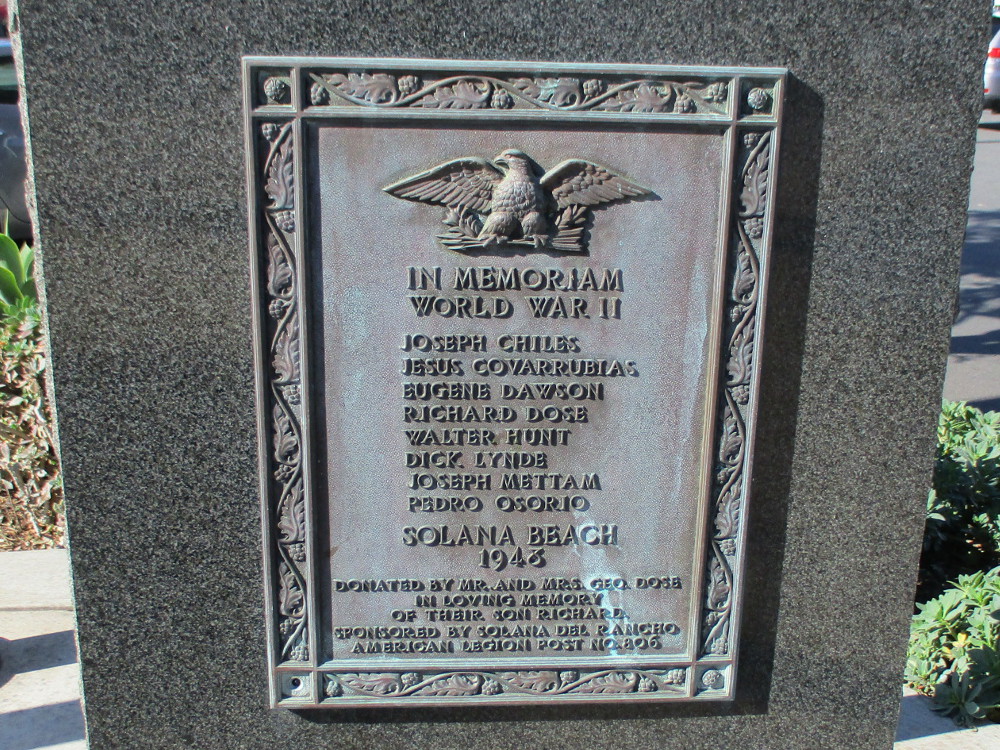 IN MEMORIAM
WORLD WAR II
JOSEPH CHILES
JESUS COVARRUBIAS
EUGENE DAWSON
RICHARD DOSE
WALTER HUNT
DICK LYNDE
JOSEPH METTAM
PEDRO OSORIO
SOLANA BEACH
1948
DONATED BY MR. AND MRS. GEO. DOSE
IN LOVING MEMORY
OF THEIR SON RICHARD.
SPONSORED BY SOLANA DEL RANCHO
AMERICAN LEGION POST NO. 806